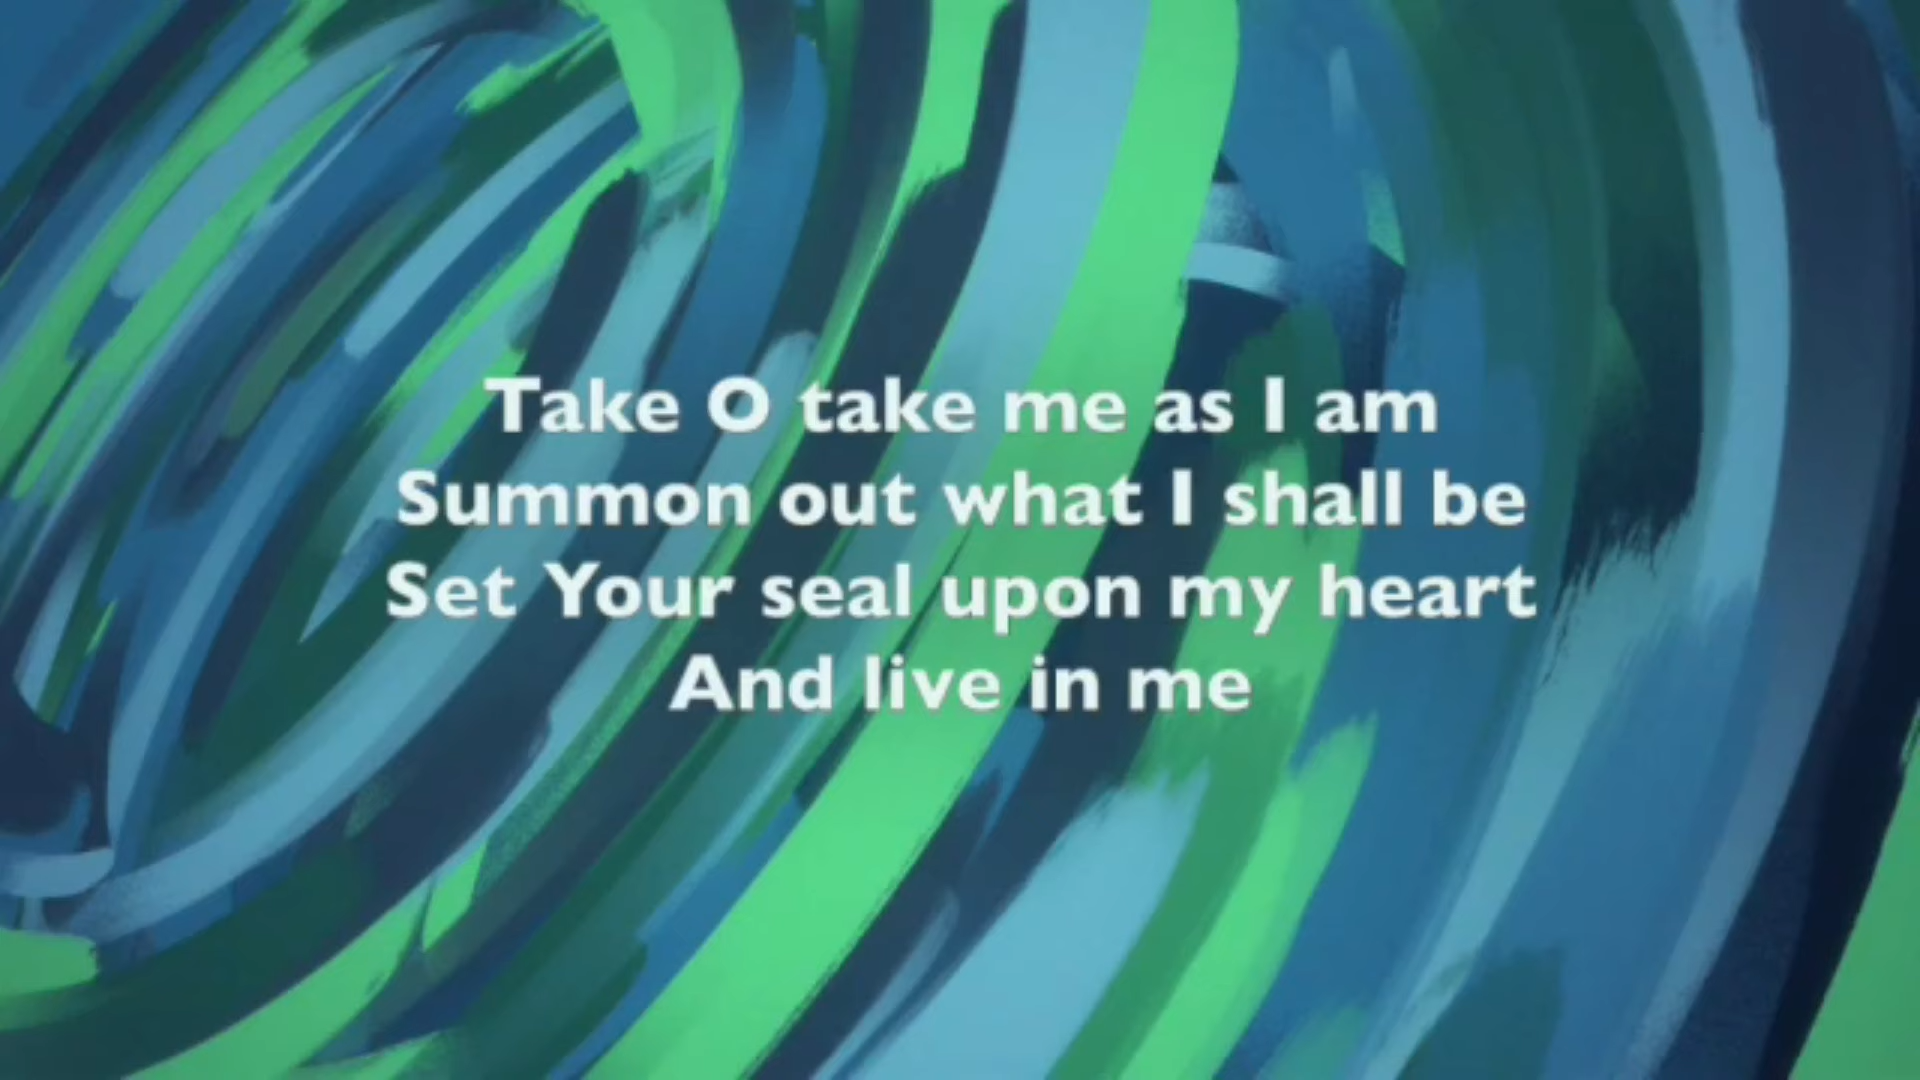 Take O take me as I am
Summon out what I shall be
Set Your seal upon my heart
And live in me